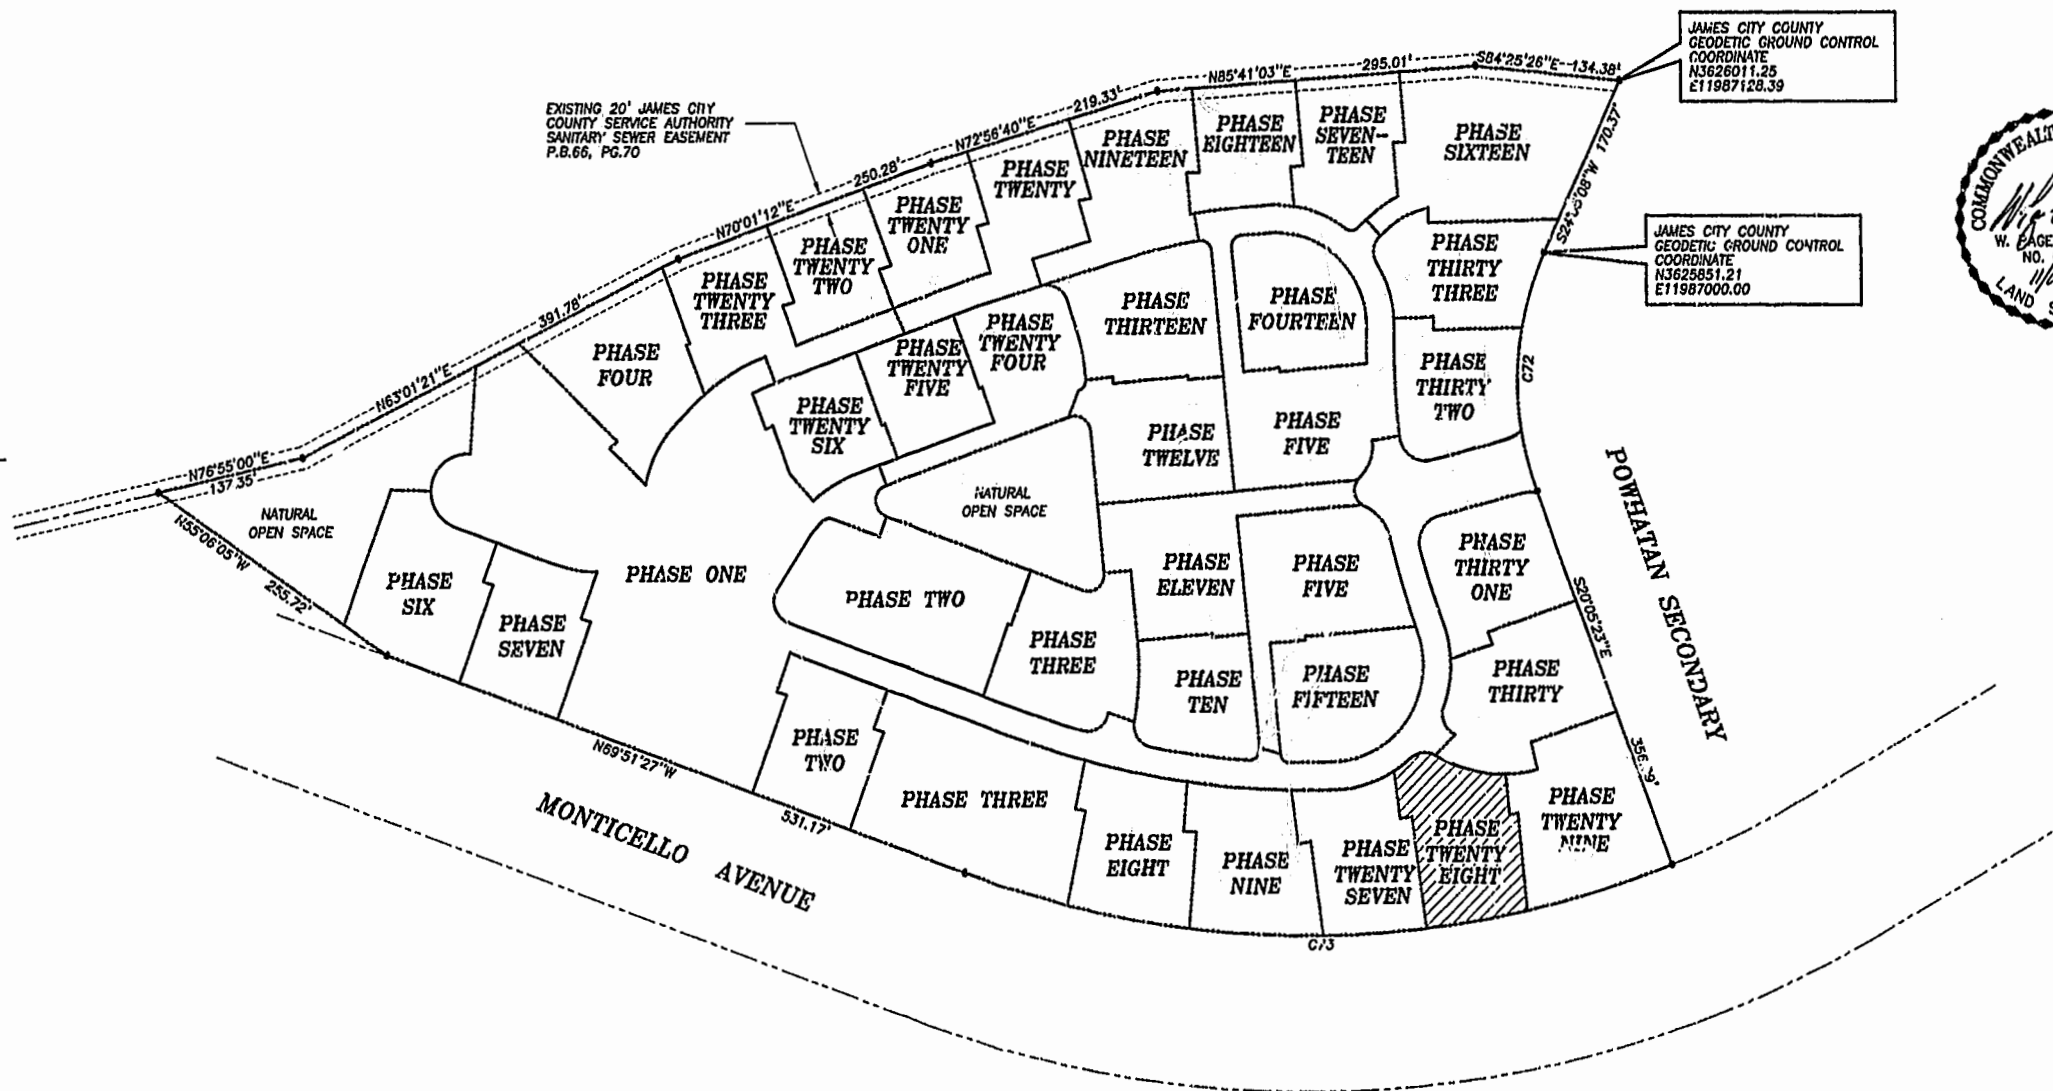 JAMES CITY COUNTY
GEODETIC GROUND CONTROL
COORDINATE
N3626011.25
E11987128.39
N85°41'03"E
295.01'
S84°25'26"E
134.38'
EXISTING 20' JAMES CITY
COUNTY SERVICE AUTHORITY
SANITARY SEWER EASEMENT
P.B.66, PG.70
219.33'
N72°56'40"E
250.28'
N70°01'12"E
391.78'
N63°01'21"E
N76°55'00"E
137.35'
N55°06'05"W
255.72'
170.37'
COMMONWEALT
W. PAGE
NO.
LAND
JAMES CITY COUNTY
GEODETIC GROUND CONTROL
COORDINATE
N3625851.21
E11987000.00
PHASE
NINETEEN
PHASE
EIGHTEEN
PHASE
SEVEN-
TEEN
PHASE
SIXTEEN
PHASE
TWENTY
PHASE
TWENTY
ONE
PHASE
TWENTY
TWO
PHASE
TWENTY
THREE
PHASE
FOUR
PHASE
THIRTY
THREE
PHASE
THIRTEEN
PHASE
FOURTEEN
PHASE
TWENTY
FOUR
PHASE
TWENTY
FIVE
PHASE
TWENTY
SIX
PHASE
THIRTY
TWO
C72
PHASE
TWELVE
PHASE
FIVE
NATURAL
OPEN SPACE
NATURAL
OPEN SPACE
PHASE
SIX
PHASE
SEVEN
PHASE ONE
PHASE TWO
PHASE
THREE
PHASE
ELEVEN
PHASE
FIVE
PHASE
THIRTY
ONE
POWHATAN SECONDARY
S20°05'23"E
PHASE
TEN
PHASE
FIFTEEN
PHASE
THIRTY
PHASE
TWO
PHASE THREE
PHASE
EIGHT
PHASE
NINE
PHASE
TWENTY
SEVEN
PHASE
TWENTY
EIGHT
PHASE
TWENTY
NINE
N69°51'27"W
531.17'
MONTICELLO AVENUE